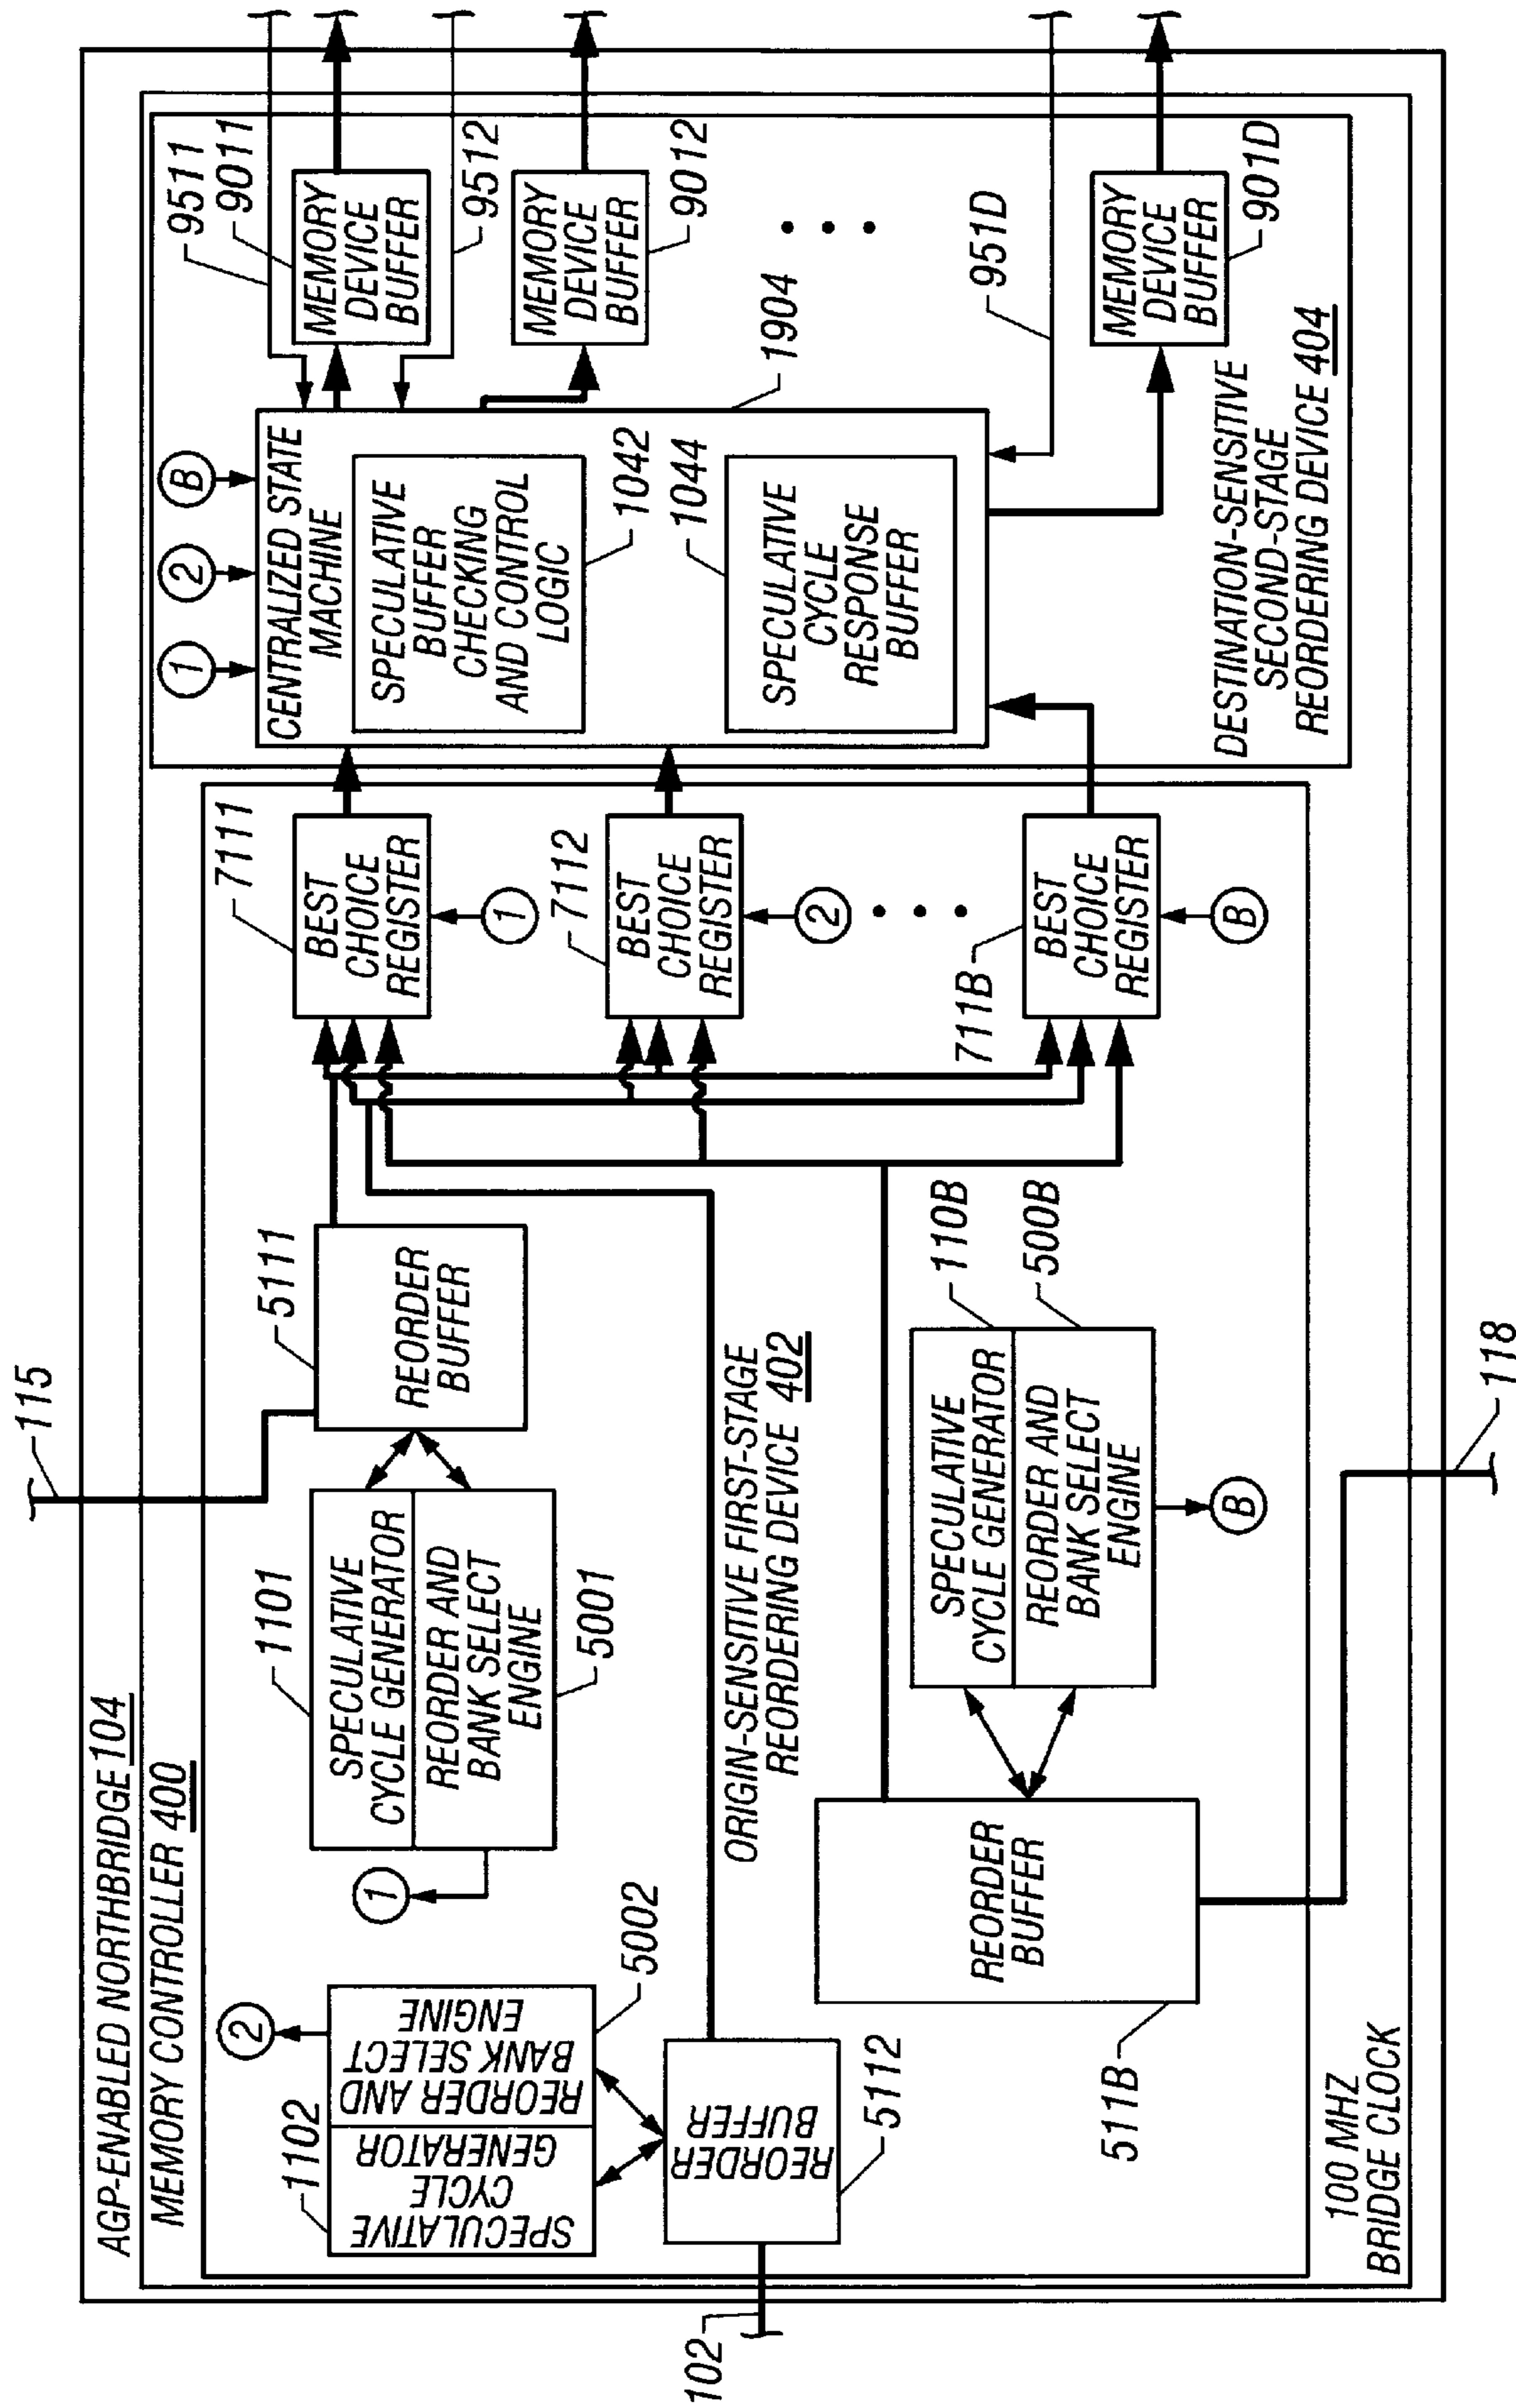 AGP-ENABLED NORTHBRIDGE 104
MEMORY CONTROLLER 400
115
1102
SPECULATIVE
CYCLE
GENERATOR
REORDER AND
BANK SELECT
ENGINE
2
5002
102
REORDER
BUFFER
5112
1
1101
SPECULATIVE
CYCLE GENERATOR
REORDER AND
BANK SELECT
ENGINE
5001
5111
REORDER
BUFFER
ORIGIN-SENSITIVE FIRST-STAGE
REORDERING DEVICE 402
511B
REORDER
BUFFER
110B
SPECULATIVE
CYCLE GENERATOR
500B
REORDER AND
BANK SELECT
ENGINE
B
118
100 MHZ
BRIDGE CLOCK
7111
BEST
CHOICE
REGISTER
1
7112
BEST
CHOICE
REGISTER
2
711B
BEST
CHOICE
REGISTER
B
1
2
B
CENTRALIZED STATE
MACHINE
SPECULATIVE
BUFFER
CHECKING
AND CONTROL
LOGIC
1042
1044
SPECULATIVE
CYCLE
RESPONSE
BUFFER
1904
9511
9011
MEMORY
DEVICE
BUFFER
9512
MEMORY
DEVICE
BUFFER
9012
951D
MEMORY
DEVICE
BUFFER
901D
DESTINATION-SENSITIVE
SECOND-STAGE
REORDERING DEVICE 404